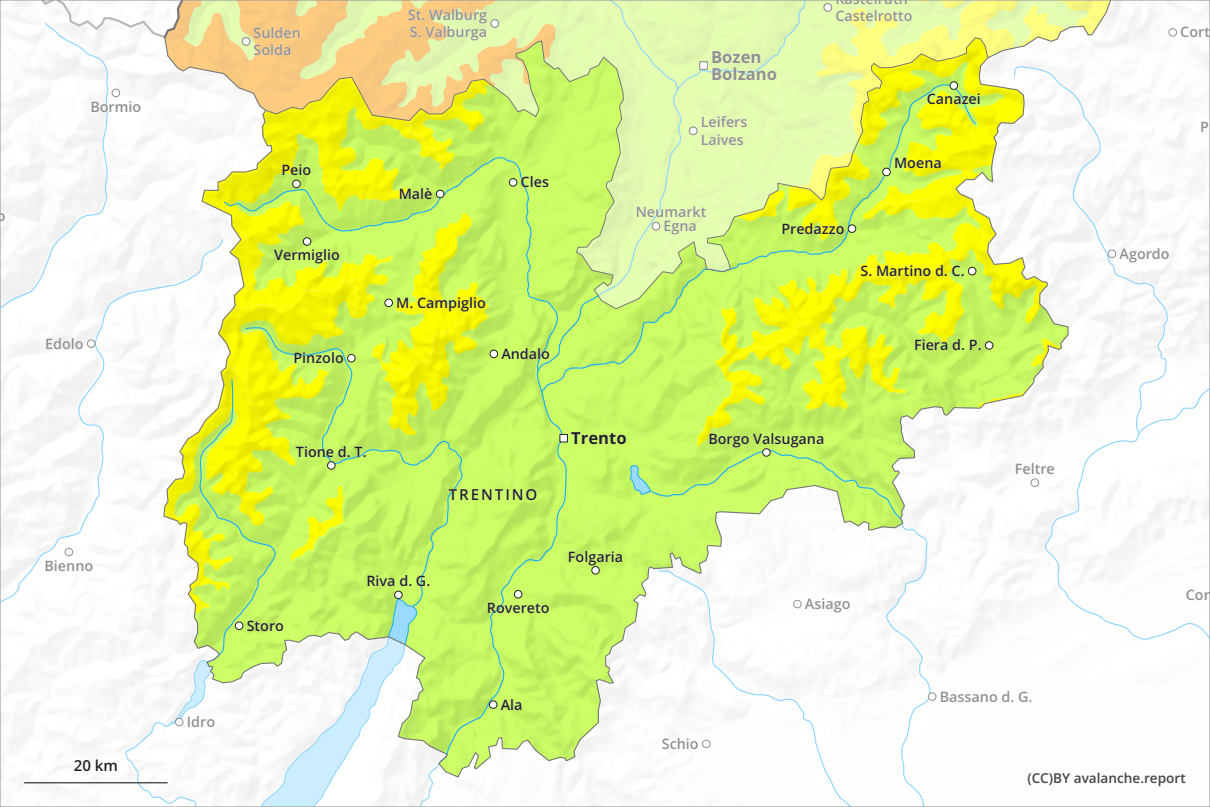 St. Walburg
S. Valburga
Kastelruth
Castelrotto
Sulden
Solda
Cort
Bozen
Bolzano
Bormio
Canazei
Leifers
Laives
P
Moena
Peio
Cles
Malè
Neumarkt
Egna
Predazzo
Vermiglio
Agordo
S. Martino d. C.
M. Campiglio
Edolo
Fiera d. P.
Pinzolo
Andalo
Trento
Borgo Valsugana
Tione d. T.
Feltre
TRENTINO
Bienno
Folgaria
Riva d. G.
Cor
Rovereto
Asiago
Storo
Bassano d. G.
Ala
Idro
Schio
20 km
(CC)BY avalanche.report